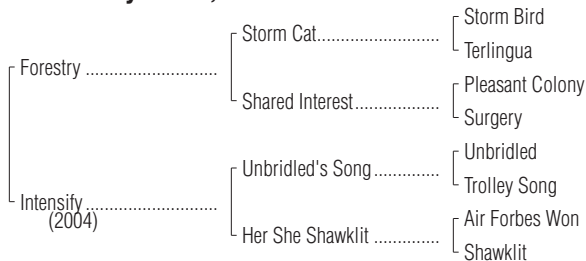 Storm Bird
Storm Cat
Terlingua
Forestry
Pleasant Colony
Shared Interest
Surgery
Unbridled
Unbridled's Song
Trolley Song
Intensify
(2004)
Air Forbes Won
Her She Shawklit
Shawklit